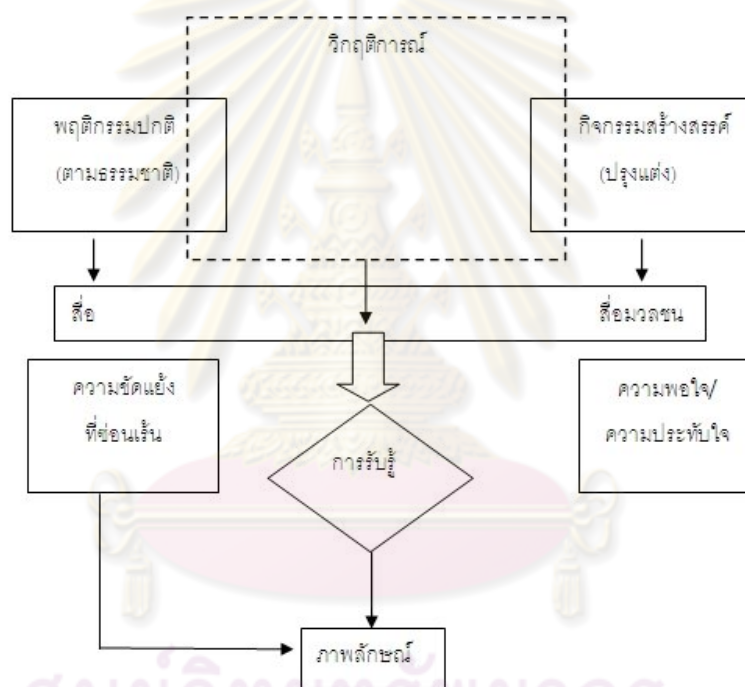 วิกฤติการณ์
พฤติกรรมปกติ
(ตามธรรมชาติ)
กิจกรรมสร้างสรรค์
(ปรุงแต่ง)
สื่อ
สื่อมวลชน
ความขัดแย้ง
ที่ซ่อนเร้น
ความพอใจ/
ความประทับใจ
การรับรู้
ภาพลักษณ์